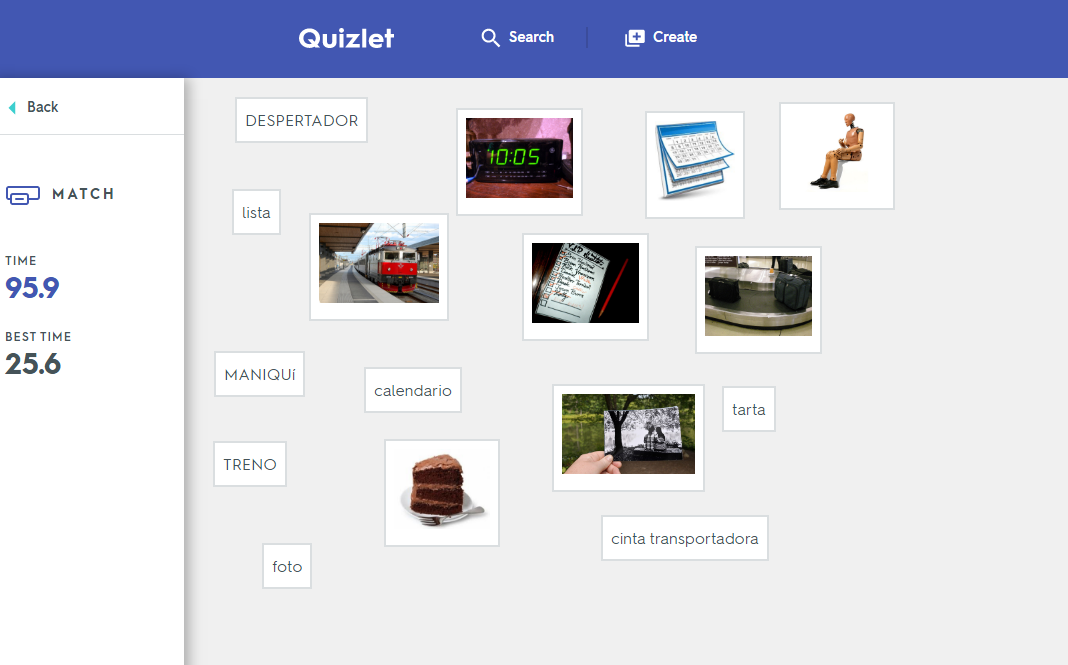 Quizlet
Search
Create
Back
MATCH
TIME
95.9
BEST TIME
25.6
DESPERTADOR
10:05
lista
MANIQUí
calendario
tarta
TRENO
cinta transportadora
foto